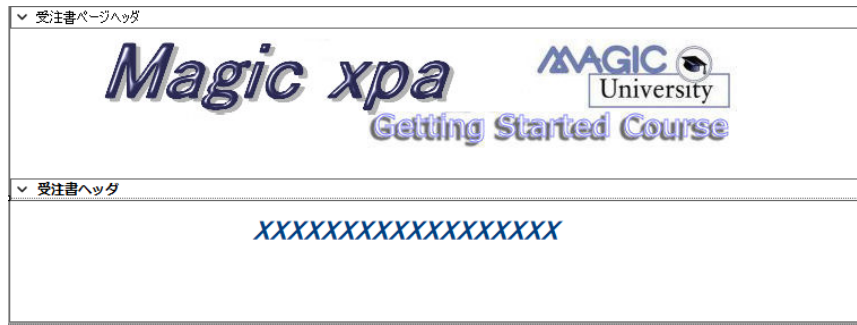 受注書ページヘッダ
Magic xpa
MAGIC
University
Getting Started Course
受注書ヘッダ
XXXXXXXXXXXXXXXXXXX